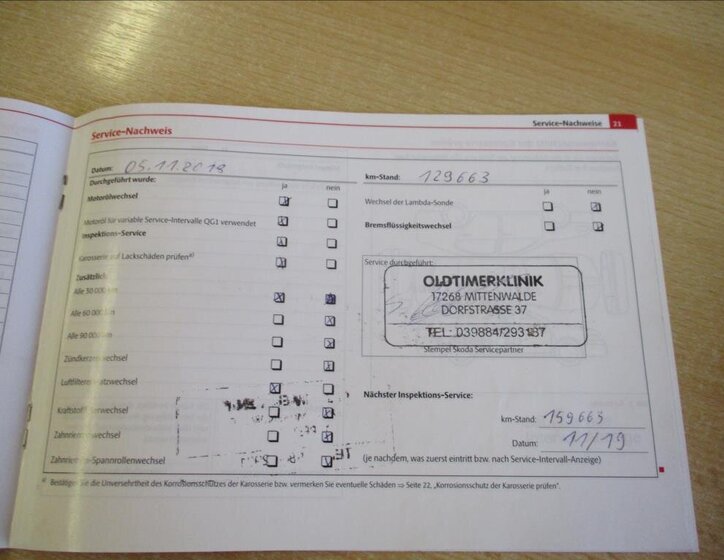 Service-Nachweise 21
Service-Nachweis
Datum: 05.11.2018
km-Stand: 129663
Durchgeführt wurde: ja nein
ja nein
Motorölwechsel
Wechsel der Lambda-Sonde
Motoröl für variable Service-Intervalle QG1 verwendet
Bremsflüssigkeitswechsel
Inspektions-Service
Karosserie auf Lackschäden prüfen a)
Service durchgeführt:
Zusätzlich:
Alle 30 000 km
OLDTIMERKLINIK
17268 MITTENWALDE
DORFSTRASSE 37
TEL: 039884/293187
Stempel Skoda Servicepartner
Alle 60 000 km
Alle 90 000 km
Zündkerzenwechsel
Luftfiltereinsatzwechsel
Nächster Inspektions-Service:
km-Stand: 159663
Datum: 11/19
(je nachdem, was zuerst eintritt bzw. nach Service-Intervall-Anzeige)
Kraftstofffilterwechsel
Zahnriemenwechsel
Zahnriemen-Spannrollenwechsel
a) Bestätigen Sie die Unversehrtheit des Korrosionsschutzes der Karosserie bzw. vermerken Sie eventuelle Schäden ⇒ Seite 22, „Korrosionsschutz der Karosserie prüfen“.